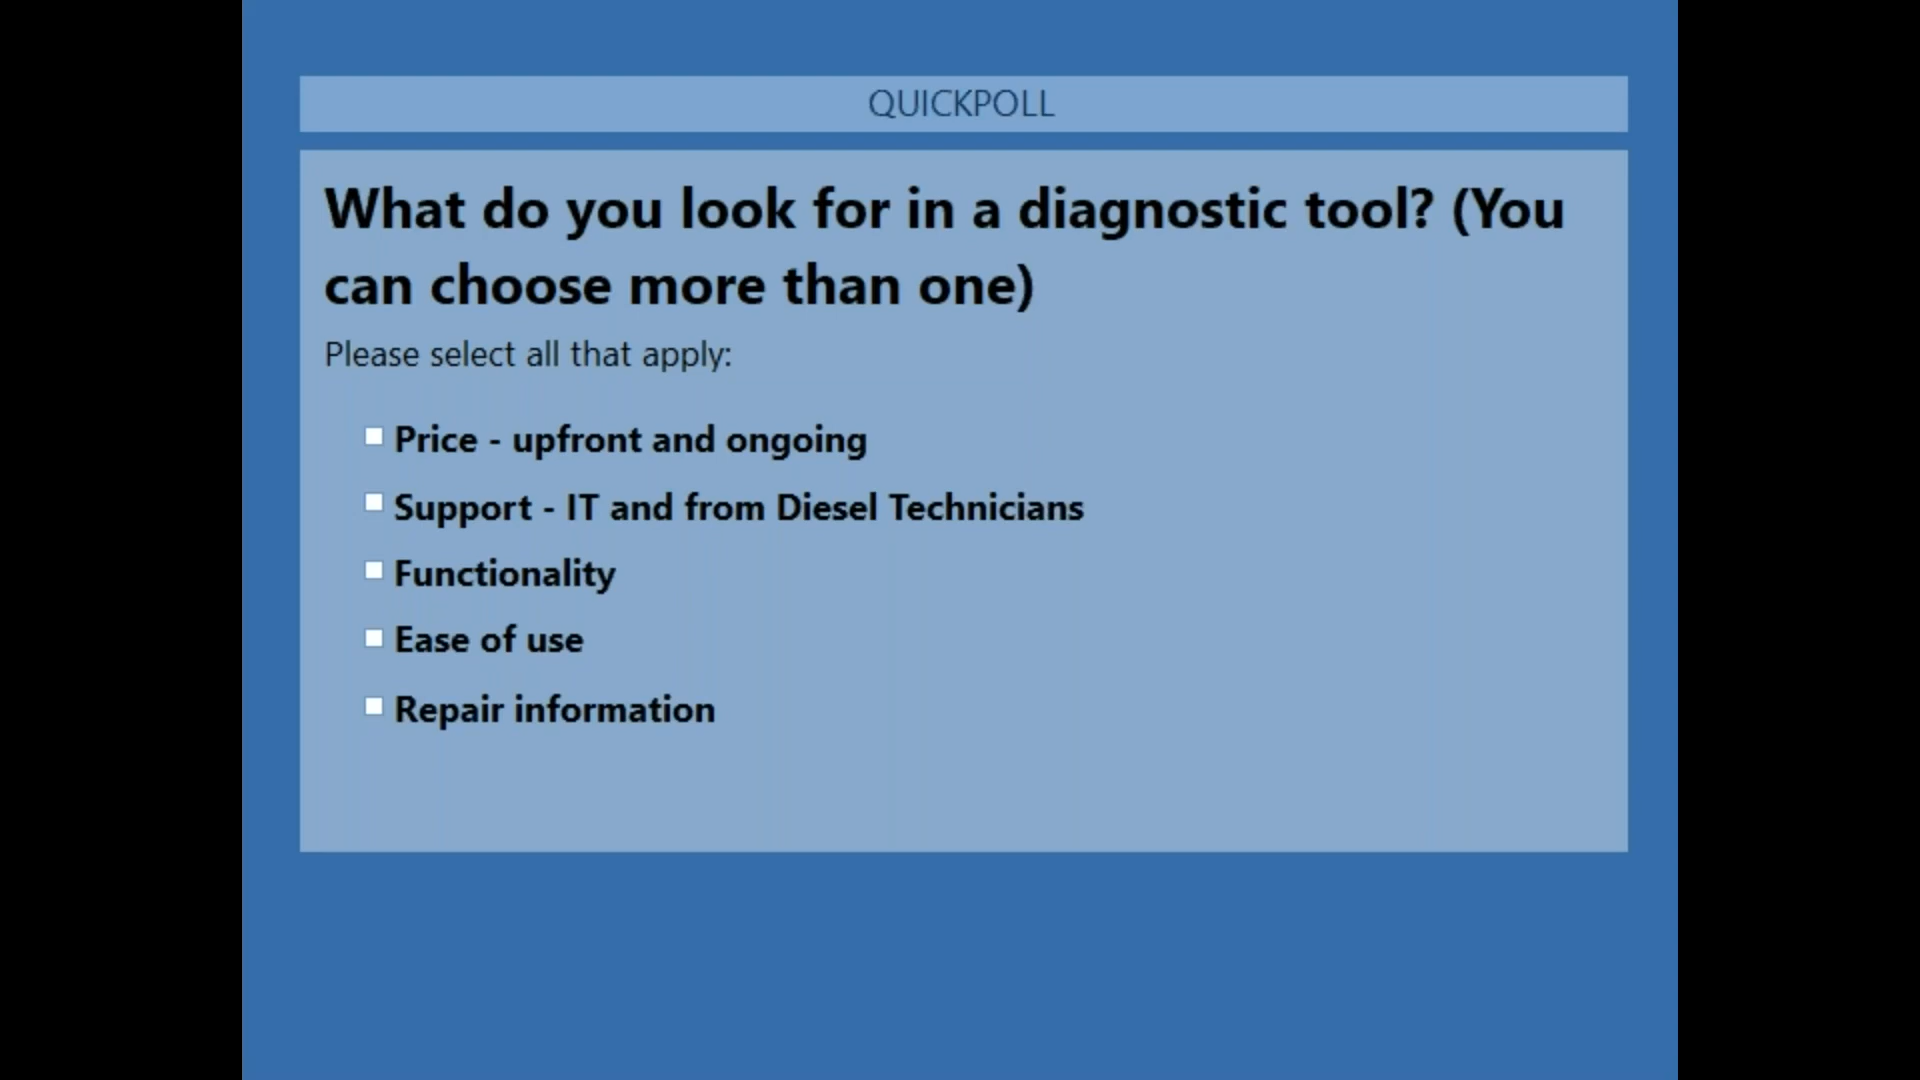 QUICKPOLL
What do you look for in a diagnostic tool? (You
can choose more than one)
Please select all that apply:
Price - upfront and ongoing
Support - IT and from Diesel Technicians
Functionality
Ease of use
Repair information